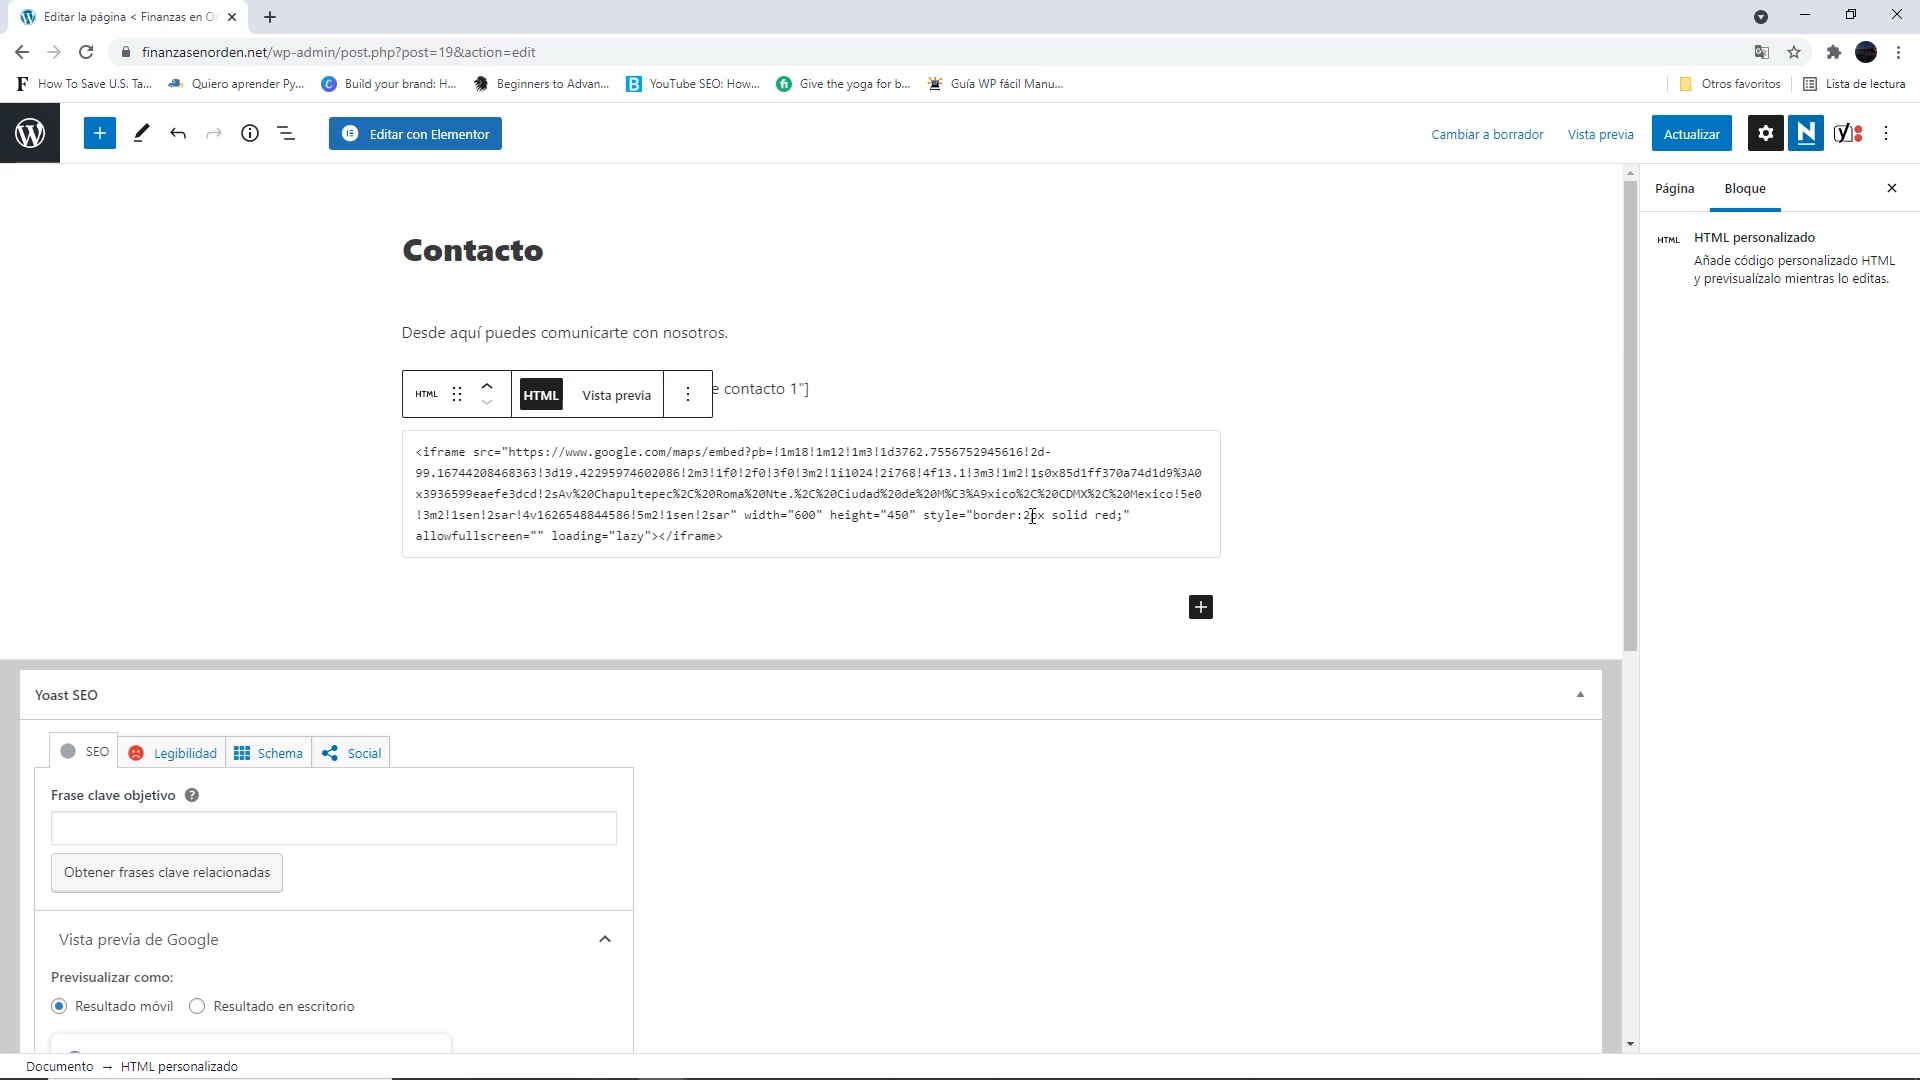 Editar la página < Finanzas en Or
finanzasenorden.net/wp-admin/post.php?post=19&action=edit
How To Save U.S. Ta...
Quiero aprender Py...
Build your brand: H...
Beginners to Advan...
YouTube SEO: How...
Give the yoga for b...
Guía WP fácil Manu...
Otros favoritos
Lista de lectura
Editar con Elementor
Cambiar a borrador
Vista previa
Actualizar
Página
Bloque
Contacto
HTML
HTML personalizado
Añade código personalizado HTML
y previsualízalo mientras lo editas.
Desde aquí puedes comunicarte con nosotros.
HTML
HTML
Vista previa
e contacto 1"]
<iframe src="https://www.google.com/maps/embed?pb=!1m18!1m12!1m3!1d3762.7556752945616!2d-
99.16744208468363!3d19.42295974602086!2m3!1f0!2f0!3f0!3m2!1i1024!2i768!4f13.1!3m3!1m2!1s0x85d1ff370a74d1d9%3A0
x3936599eaefe3dcd!2sAv%20Chapultepec%2C%20Roma%20Nte.%2C%20Ciudad%20de%20M%C3%A9xico%2C%20CDMX%2C%20Mexico!5e0
!3m2!1sen!2sar!4v1626548844586!5m2!1sen!2sar" width="600" height="450" style="border:2px solid red;"
allowfullscreen="" loading="lazy"></iframe>
Yoast SEO
SEO
Legibilidad
Schema
Social
Frase clave objetivo
Obtener frases clave relacionadas
Vista previa de Google
Previsualizar como:
Resultado móvil
Resultado en escritorio
Documento → HTML personalizado